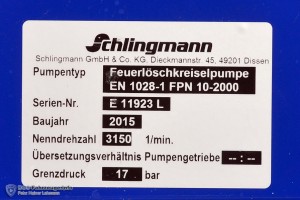 Schlingmann
Schlingmann GmbH & Co. KG. Dieckmannstr. 45, 49201 Dissen
Pumpentyp Feuerlöschkreiselpumpe
EN 1028-1 FPN 10-2000
Serien-Nr. E 11923 L
Baujahr 2015
Nenndrehzahl 3150 1/min.
Übersetzungsverhältnis Pumpengetriebe --:--
Grenzdruck 17 bar